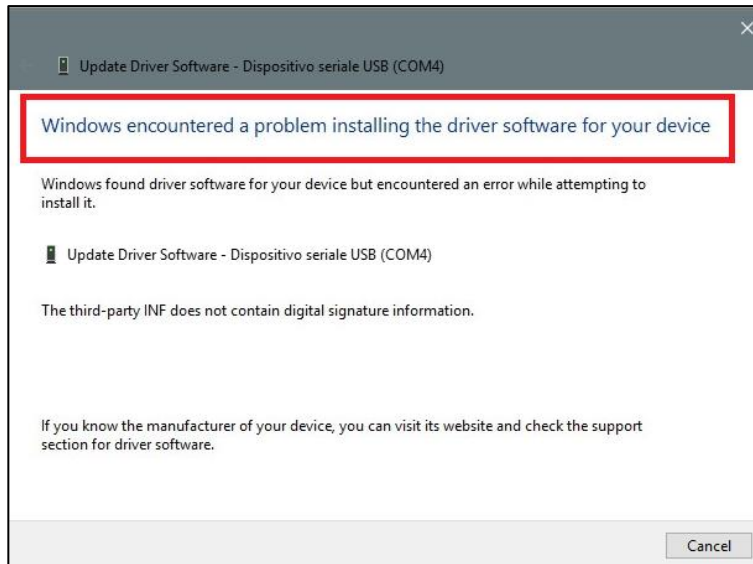 Update Driver Software - Dispositivo seriale USB (COM4)
Windows encountered a problem installing the driver software for your device
Windows found driver software for your device but encountered an error while attempting to
install it.
Update Driver Software - Dispositivo seriale USB (COM4)
The third-party INF does not contain digital signature information.
If you know the manufacturer of your device, you can visit its website and check the support
section for driver software.
Cancel